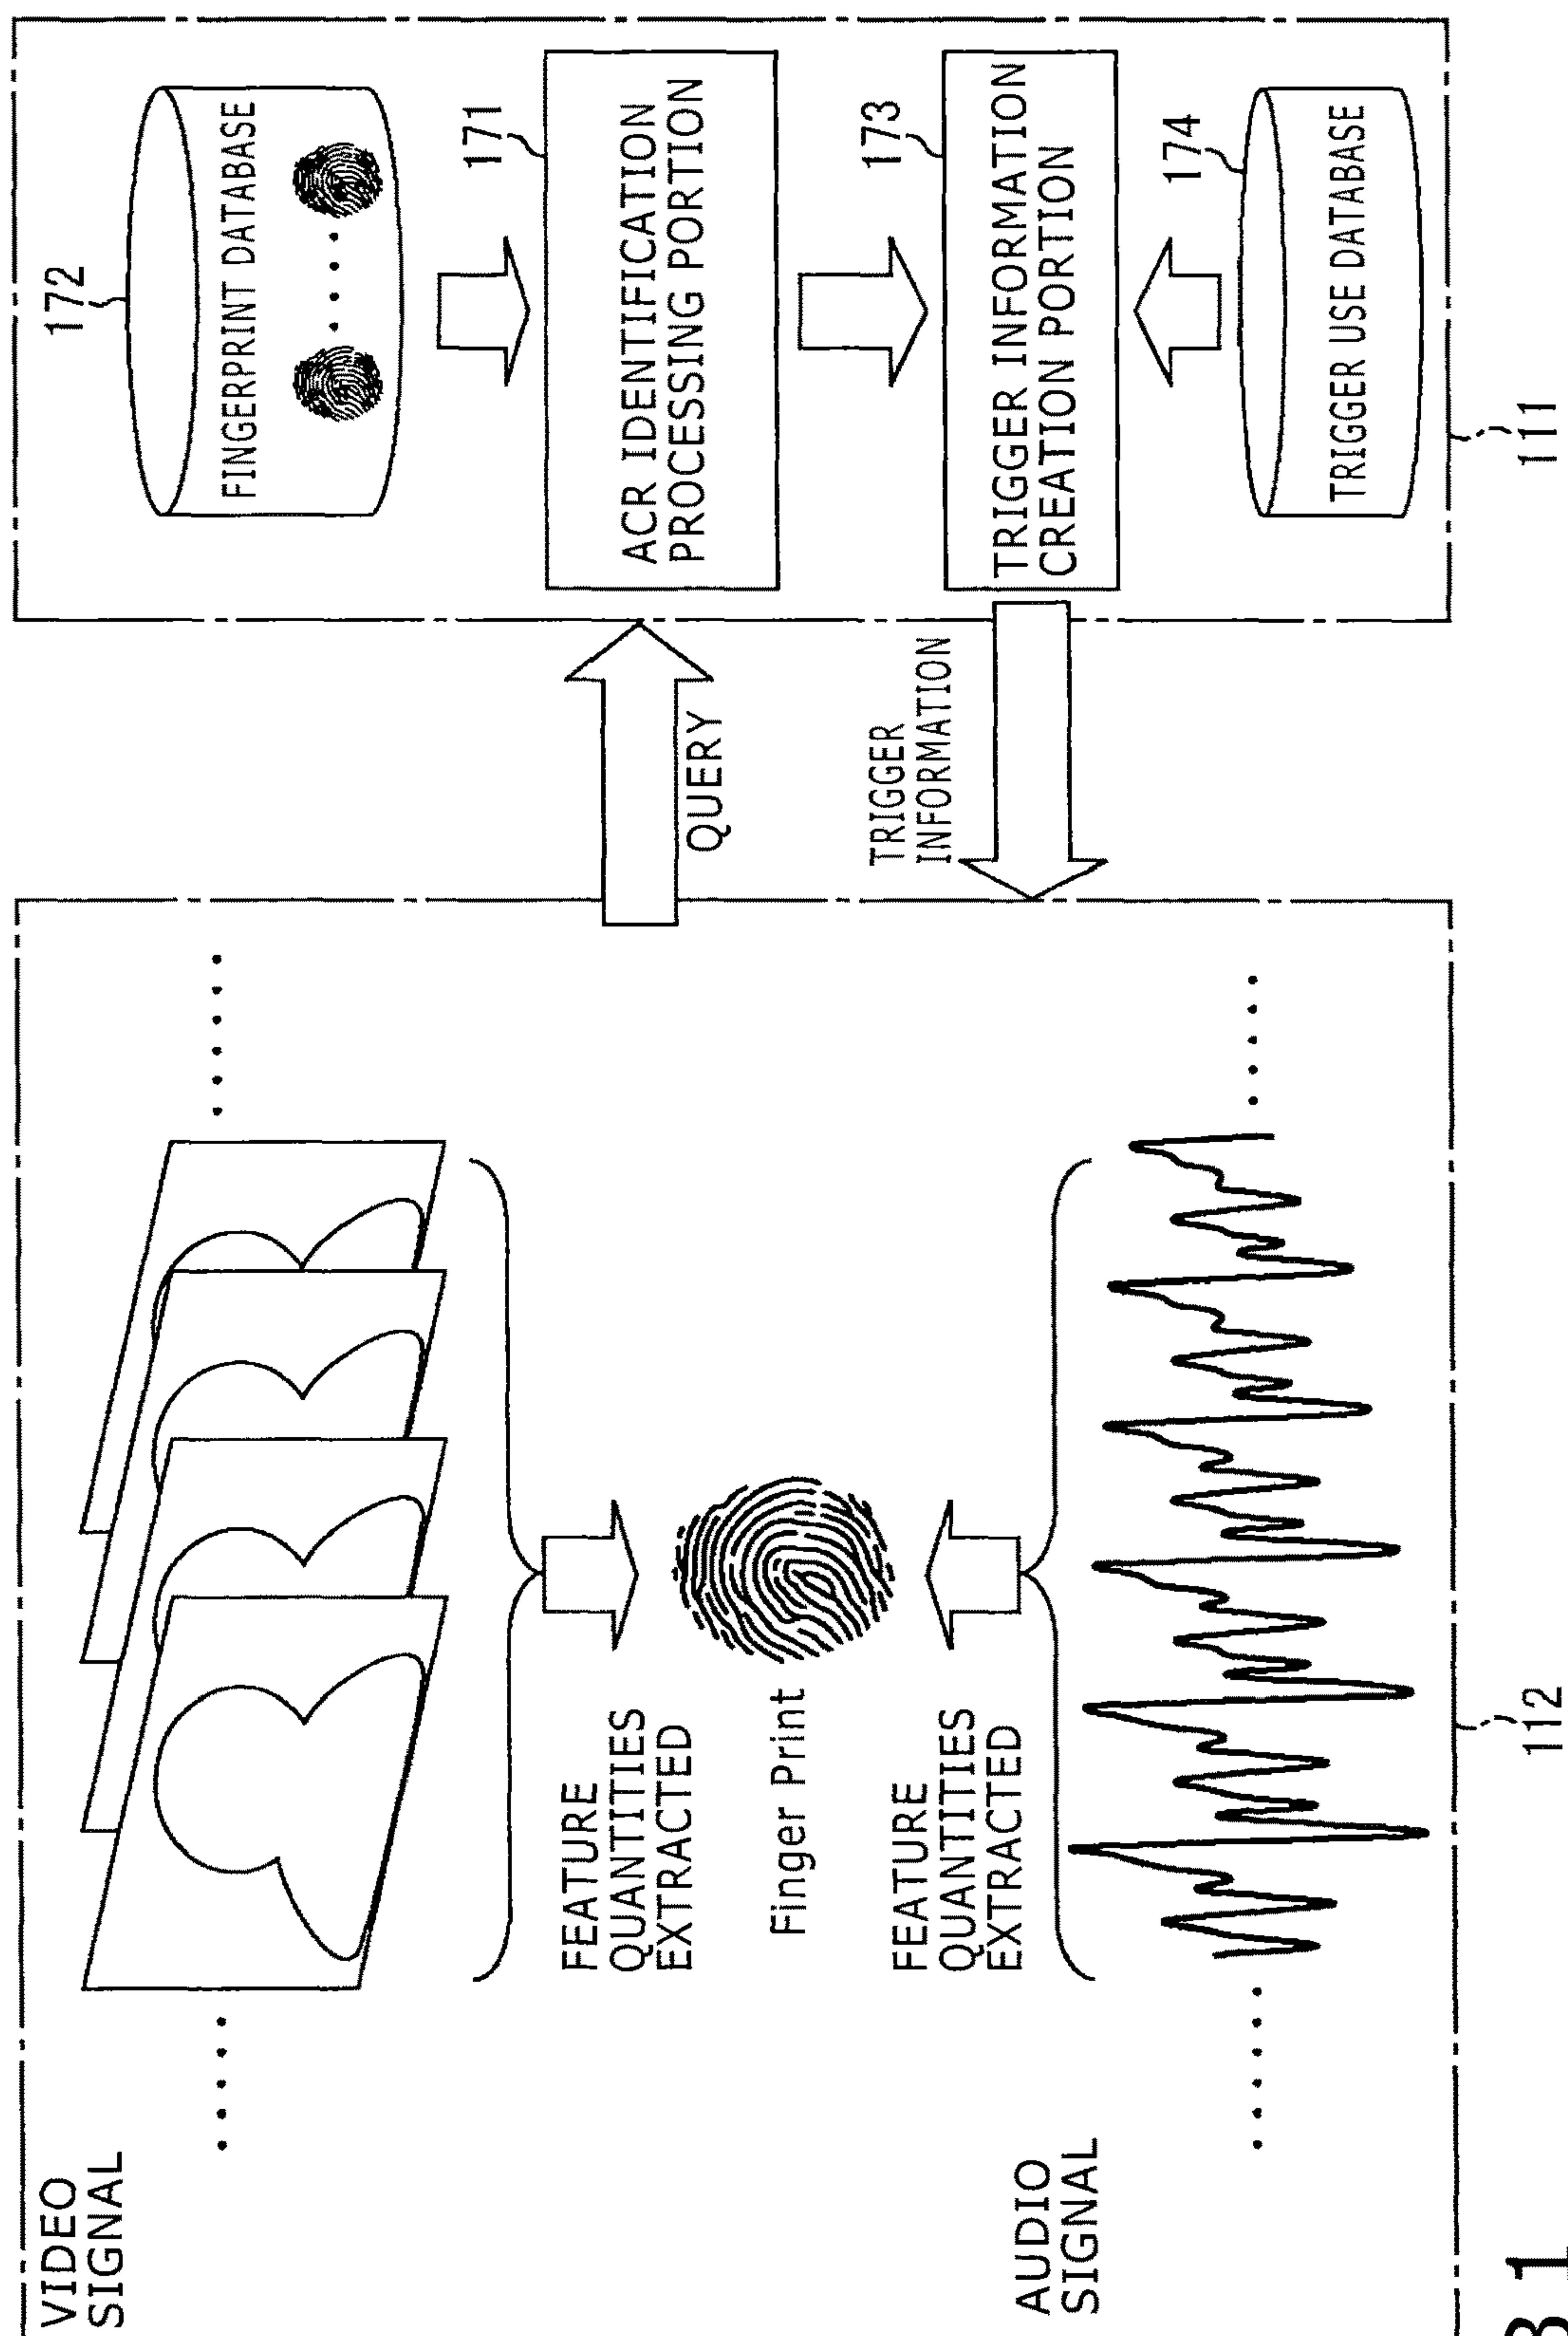 VIDEO
SIGNAL
FEATURE
QUANTITIES
EXTRACTED
Finger Print
FEATURE
QUANTITIES
EXTRACTED
AUDIO
SIGNAL
112
QUERY
TRIGGER
INFORMATION
172
FINGERPRINT DATABASE
171
ACR IDENTIFICATION
PROCESSING PORTION
173
TRIGGER INFORMATION
CREATION PORTION
174
TRIGGER USE DATABASE
111